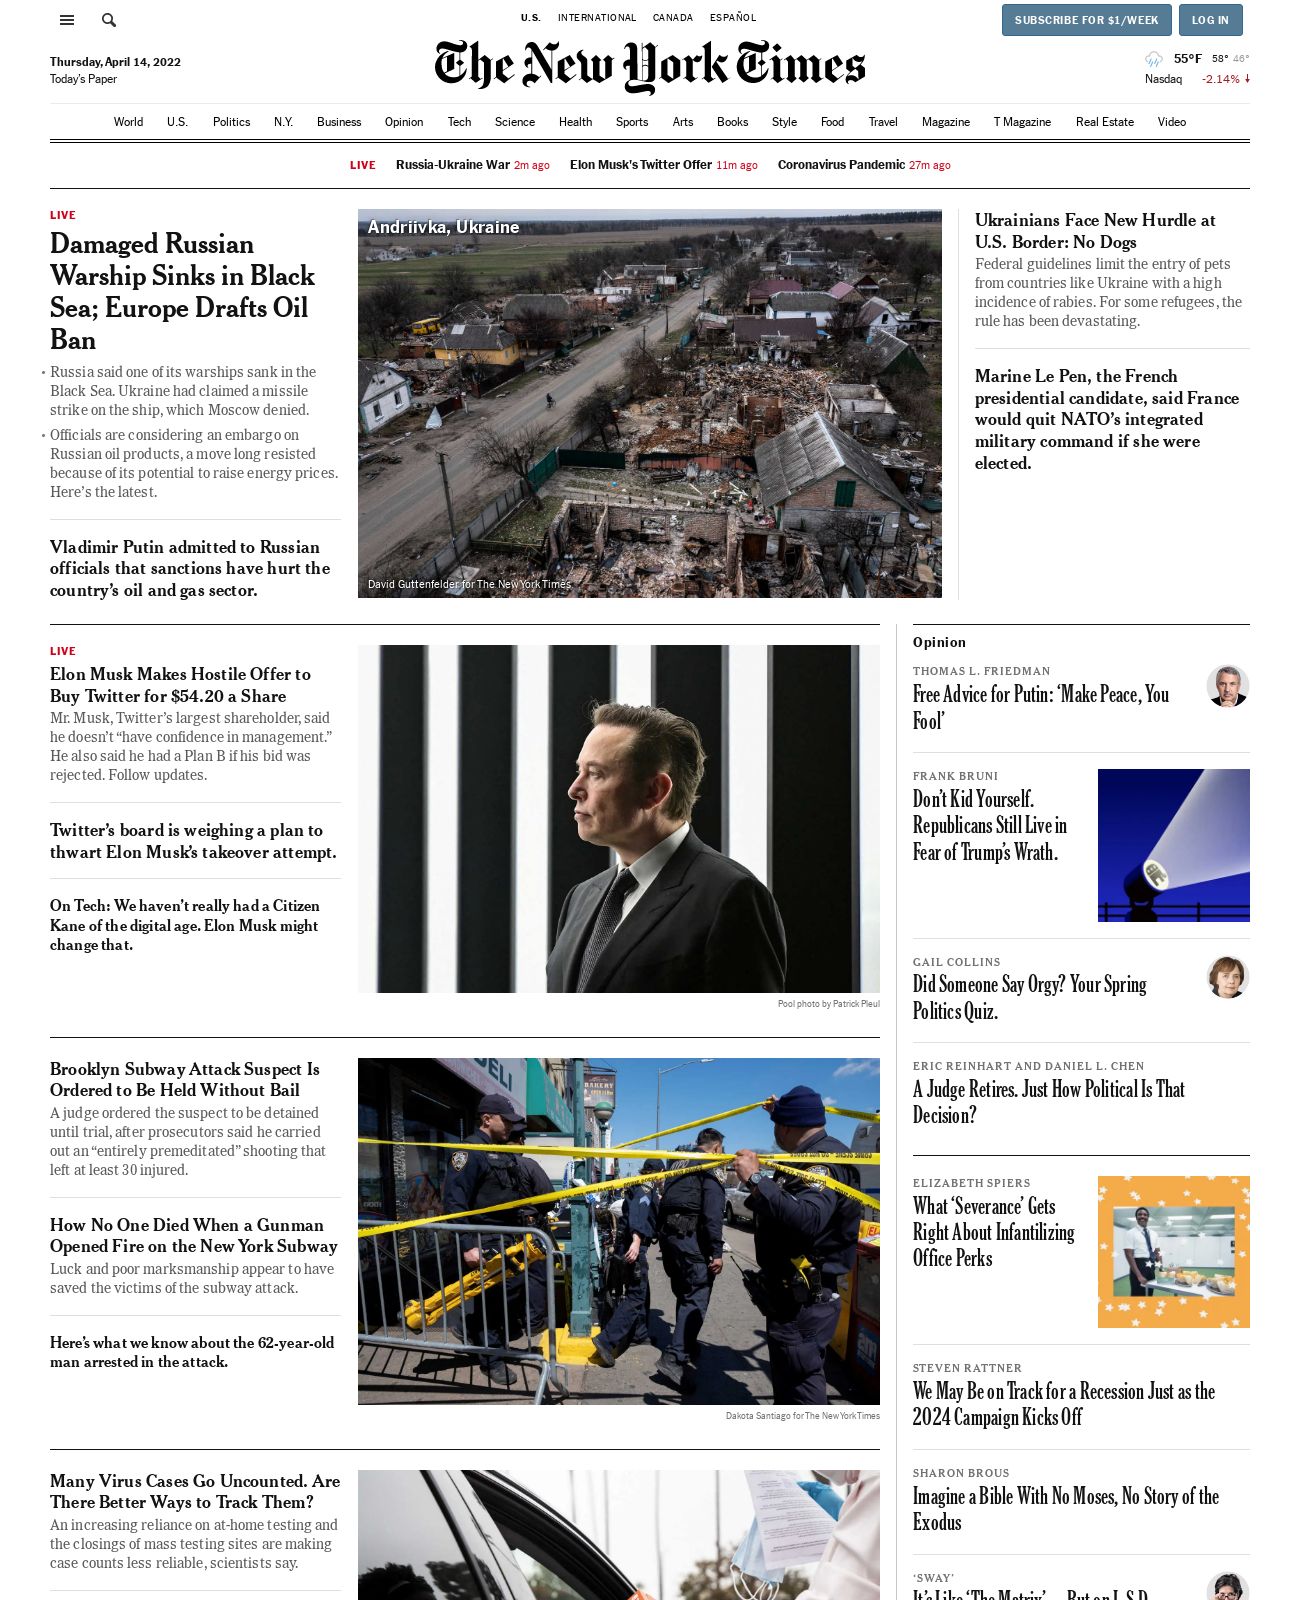 U.S. INTERNATIONAL CANADA ESPAÑOL
SUBSCRIBE FOR $1/WEEK LOG IN
Thursday, April 14, 2022
Today's Paper
The New York Times
55°F 58° 46°
Nasdaq -2.14%
World U.S. Politics N.Y. Business Opinion Tech Science Health Sports Arts Books Style Food Travel Magazine T Magazine Real Estate Video
LIVE Russia-Ukraine War 2m ago Elon Musk's Twitter Offer 11m ago Coronavirus Pandemic 27m ago
LIVE
Damaged Russian
Warship Sinks in Black
Sea; Europe Drafts Oil
Ban
• Russia said one of its warships sank in the
Black Sea. Ukraine had claimed a missile
strike on the ship, which Moscow denied.
• Officials are considering an embargo on
Russian oil products, a move long resisted
because of its potential to raise energy prices.
Here's the latest.
Vladimir Putin admitted to Russian
officials that sanctions have hurt the
country's oil and gas sector.
Andriivka, Ukraine
David Guttenfelder for The New York Times
Ukrainians Face New Hurdle at
U.S. Border: No Dogs
Federal guidelines limit the entry of pets
from countries like Ukraine with a high
incidence of rabies. For some refugees, the
rule has been devastating.
Marine Le Pen, the French
presidential candidate, said France
would quit NATO's integrated
military command if she were
elected.
LIVE
Elon Musk Makes Hostile Offer to
Buy Twitter for $54.20 a Share
Mr. Musk, Twitter's largest shareholder, said
he doesn't “have confidence in management.”
He also said he had a Plan B if his bid was
rejected. Follow updates.
Twitter's board is weighing a plan to
thwart Elon Musk's takeover attempt.
On Tech: We haven't really had a Citizen
Kane of the digital age. Elon Musk might
change that.
Pool photo by Patrick Pleul
Brooklyn Subway Attack Suspect Is
Ordered to Be Held Without Bail
A judge ordered the suspect to be detained
until trial, after prosecutors said he carried
out an “entirely premeditated” shooting that
left at least 30 injured.
How No One Died When a Gunman
Opened Fire on the New York Subway
Luck and poor marksmanship appear to have
saved the victims of the subway attack.
Here's what we know about the 62-year-old
man arrested in the attack.
DELI
BAKERY
Dakota Santiago for The New York Times
Many Virus Cases Go Uncounted. Are
There Better Ways to Track Them?
An increasing reliance on at-home testing and
the closings of mass testing sites are making
case counts less reliable, scientists say.
Opinion
THOMAS L. FRIEDMAN
Free Advice for Putin: ‘Make Peace, You
Fool’
FRANK BRUNI
Don't Kid Yourself.
Republicans Still Live in
Fear of Trump's Wrath.
GAIL COLLINS
Did Someone Say Orgy? Your Spring
Politics Quiz.
ERIC REINHART AND DANIEL L. CHEN
A Judge Retires. Just How Political Is That
Decision?
ELIZABETH SPIERS
What ‘Severance’ Gets
Right About Infantilizing
Office Perks
STEVEN RATTNER
We May Be on Track for a Recession Just as the
2024 Campaign Kicks Off
SHARON BROUS
Imagine a Bible With No Moses, No Story of the
Exodus
‘SWAY’
It's Like ‘The Matrix’ ... But on L.S.D.